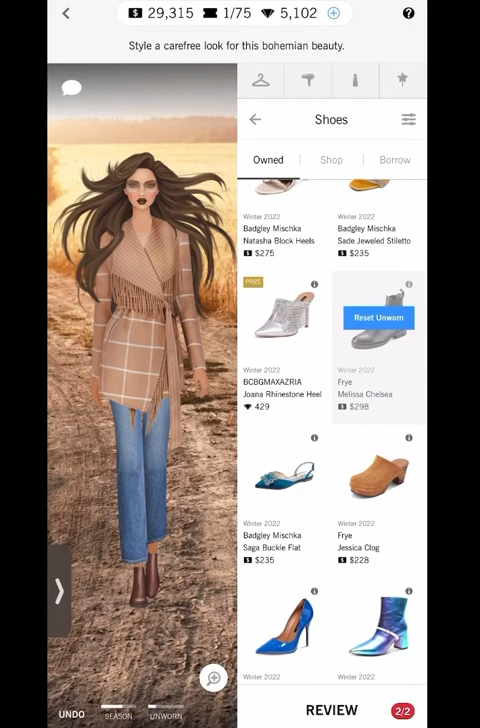 29,315
1/75
5,102
?
Style a carefree look for this bohemian beauty.
Shoes
Owned
Shop
Borrow
Winter 2022
Badgley Mischka
Natasha Block Heels
$ $275
Winter 2022
Badgley Mischka
Sade Jeweled Stiletto
$ $235
PRIZE
Winter 2022
BCBGMAXAZRIA
Joana Rhinestone Heel
429
Reset Unworn
Winter 2022
Frye
Melissa Chelsea
$ $298
Winter 2022
Badgley Mischka
Saga Buckle Flat
$ $235
Winter 2022
Frye
Jessica Clog
$ $228
Winter 2022
Winter 2022
UNDO
SEASON
UNWORN
REVIEW
2/2